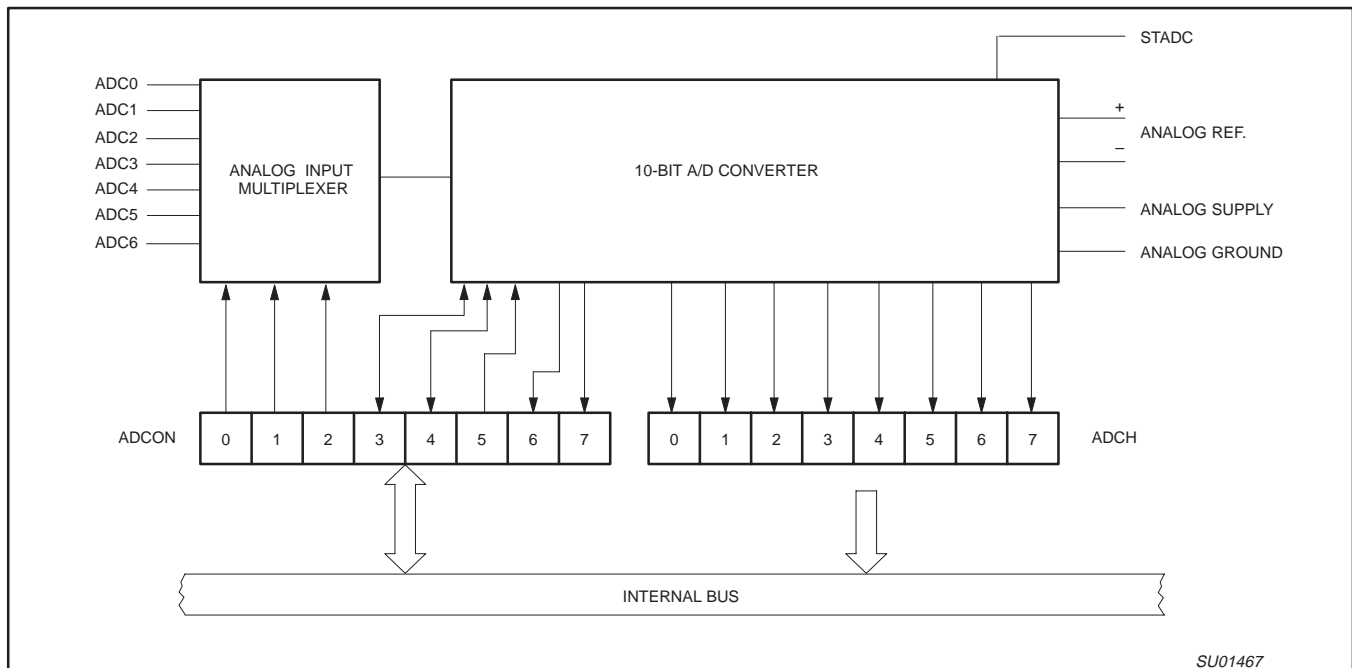 STADC
ADC0
ADC1
ADC2
ADC3
ADC4
ADC5
ADC6
ANALOG INPUT
MULTIPLEXER
10-BIT A/D CONVERTER
+
ANALOG REF.
–
ANALOG SUPPLY
ANALOG GROUND
ADCON 0 1 2 3 4 5 6 7
0 1 2 3 4 5 6 7 ADCH
INTERNAL BUS
SU01467